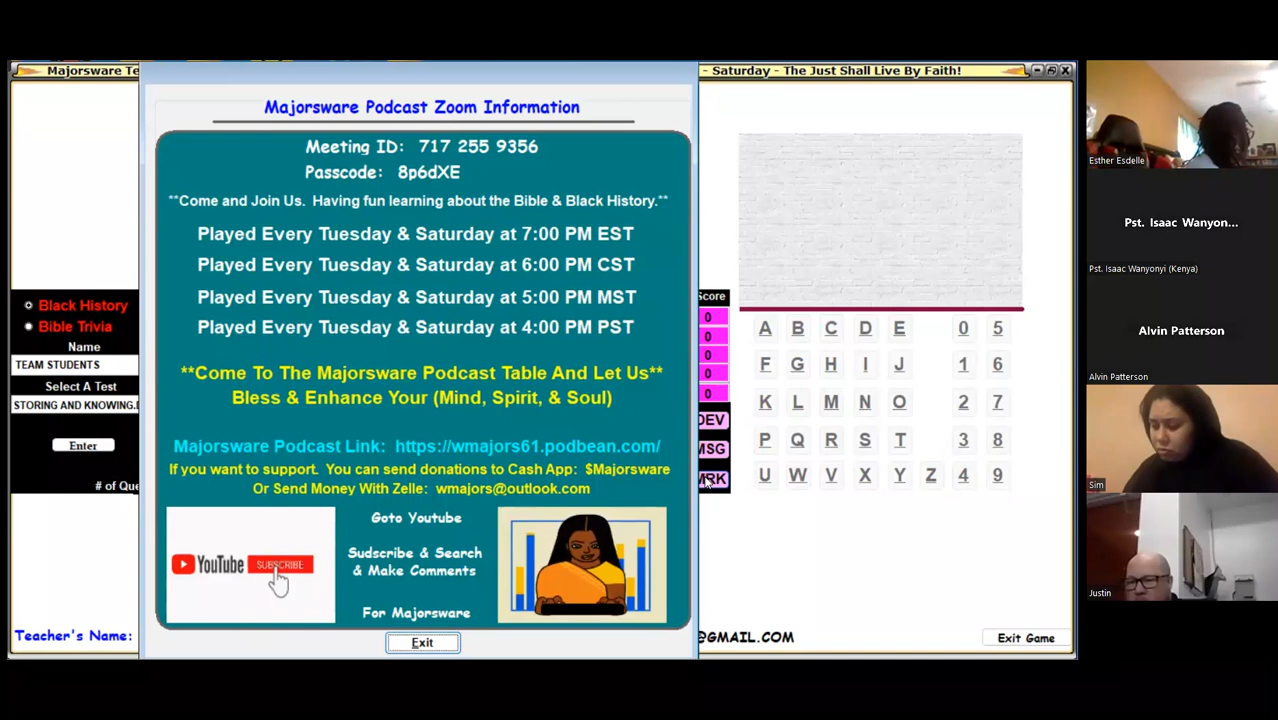 Majorsware Te
- Saturday - The Just Shall Live By Faith!
Majorsware Podcast Zoom Information
Meeting ID: 717 255 9356
Passcode: 8p6dXE
**Come and Join Us. Having fun learning about the Bible & Black History.**
Played Every Tuesday & Saturday at 7:00 PM EST
Played Every Tuesday & Saturday at 6:00 PM CST
Played Every Tuesday & Saturday at 5:00 PM MST
Played Every Tuesday & Saturday at 4:00 PM PST
**Come To The Majorsware Podcast Table And Let Us**
Bless & Enhance Your (Mind, Spirit, & Soul)
Majorsware Podcast Link: https://wmajors61.podbean.com/
If you want to support. You can send donations to Cash App: $Majorsware
Or Send Money With Zelle: wmajors@outlook.com
YouTube SUBSCRIBE
Goto Youtube
Sudscribe & Search
& Make Comments
For Majorsware
Exit
Black History
Bible Trivia
Name
TEAM STUDENTS
Select A Test
STORING AND KNOWING.
Enter
# of Que
Teacher's Name:
Score
0
0
0
0
0
DEV
MSG
MRK
A B C D E 0 5
F G H I J 1 6
K L M N O 2 7
P Q R S T 3 8
U W V X Y Z 4 9
@GMAIL.COM
Exit Game
Esther Esdelle
Pst. Isaac Wanyon...
Pst. Isaac Wanyonyi (Kenya)
Alvin Patterson
Alvin Patterson
Sim
Justin